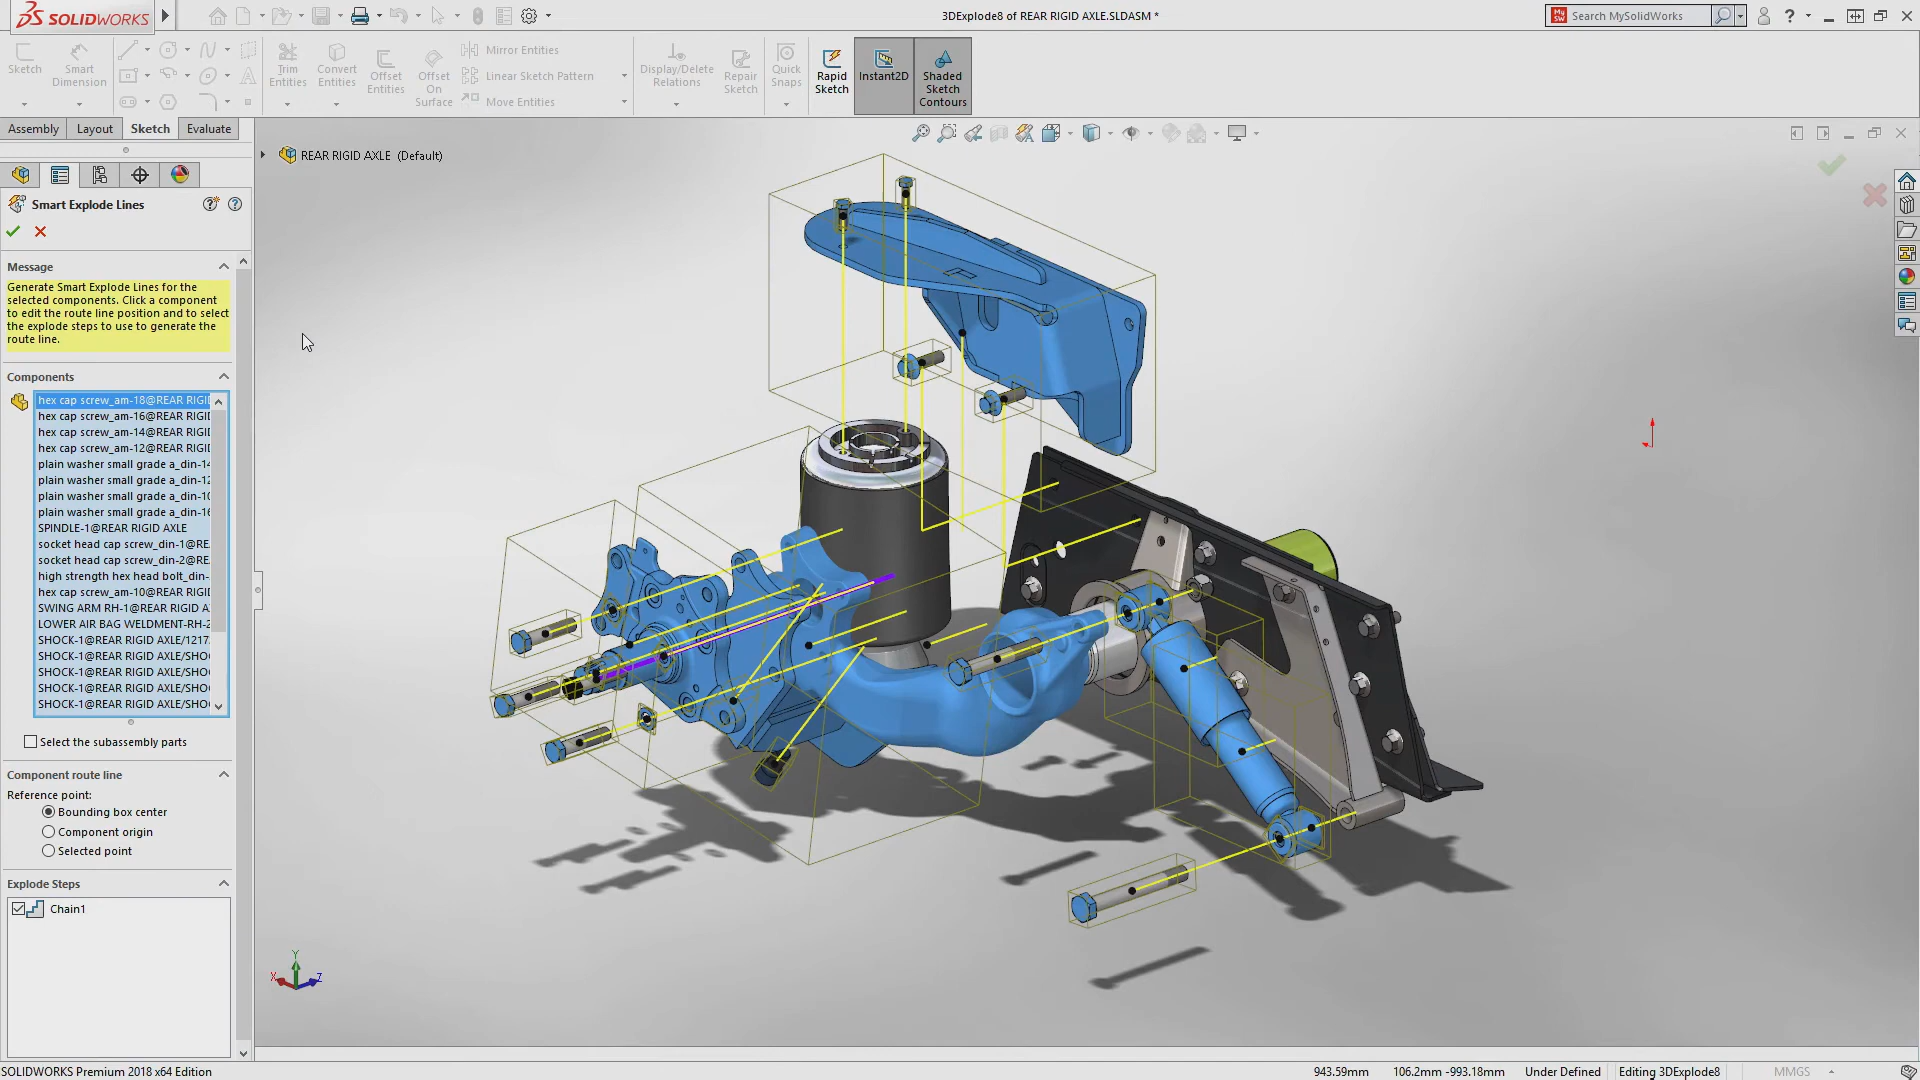 SOLIDWORKS
3DExplode8 of REAR RIGID AXLE.SLDASM *
Search MySolidWorks
Sketch
Smart Dimension
Trim Entities
Convert Entities
Offset Entities
Offset On Surface
Mirror Entities
Linear Sketch Pattern
Move Entities
Display/Delete Relations
Repair Sketch
Quick Snaps
Rapid Sketch
Instant2D
Shaded Sketch Contours
Assembly
Layout
Sketch
Evaluate
REAR RIGID AXLE (Default)
Smart Explode Lines
Message
Generate Smart Explode Lines for the
selected components. Click a component
to edit the route line position and to select
the explode steps to use to generate the
route line.
Components
hex cap screw_am-18@REAR RIGI
hex cap screw_am-16@REAR RIGI
hex cap screw_am-14@REAR RIGI
hex cap screw_am-12@REAR RIGI
plain washer small grade a_din-14
plain washer small grade a_din-12
plain washer small grade a_din-10
plain washer small grade a_din-16
SPINDLE-1@REAR RIGID AXLE
socket head cap screw_din-1@RE
socket head cap screw_din-2@RE
high strength hex head bolt_din-
hex cap screw_am-10@REAR RIGI
SWING ARM RH-1@REAR RIGID A
LOWER AIR BAG WELDMENT-RH-2
SHOCK-1@REAR RIGID AXLE/1217
SHOCK-1@REAR RIGID AXLE/SHO
SHOCK-1@REAR RIGID AXLE/SHO
SHOCK-1@REAR RIGID AXLE/SHO
SHOCK-1@REAR RIGID AXLE/SHO
Select the subassembly parts
Component route line
Reference point:
Bounding box center
Component origin
Selected point
Explode Steps
Chain1
Y
X
Z
SOLIDWORKS Premium 2018 x64 Edition
943.59mm
106.2mm -993.18mm
Under Defined
Editing 3DExplode8
MMGS